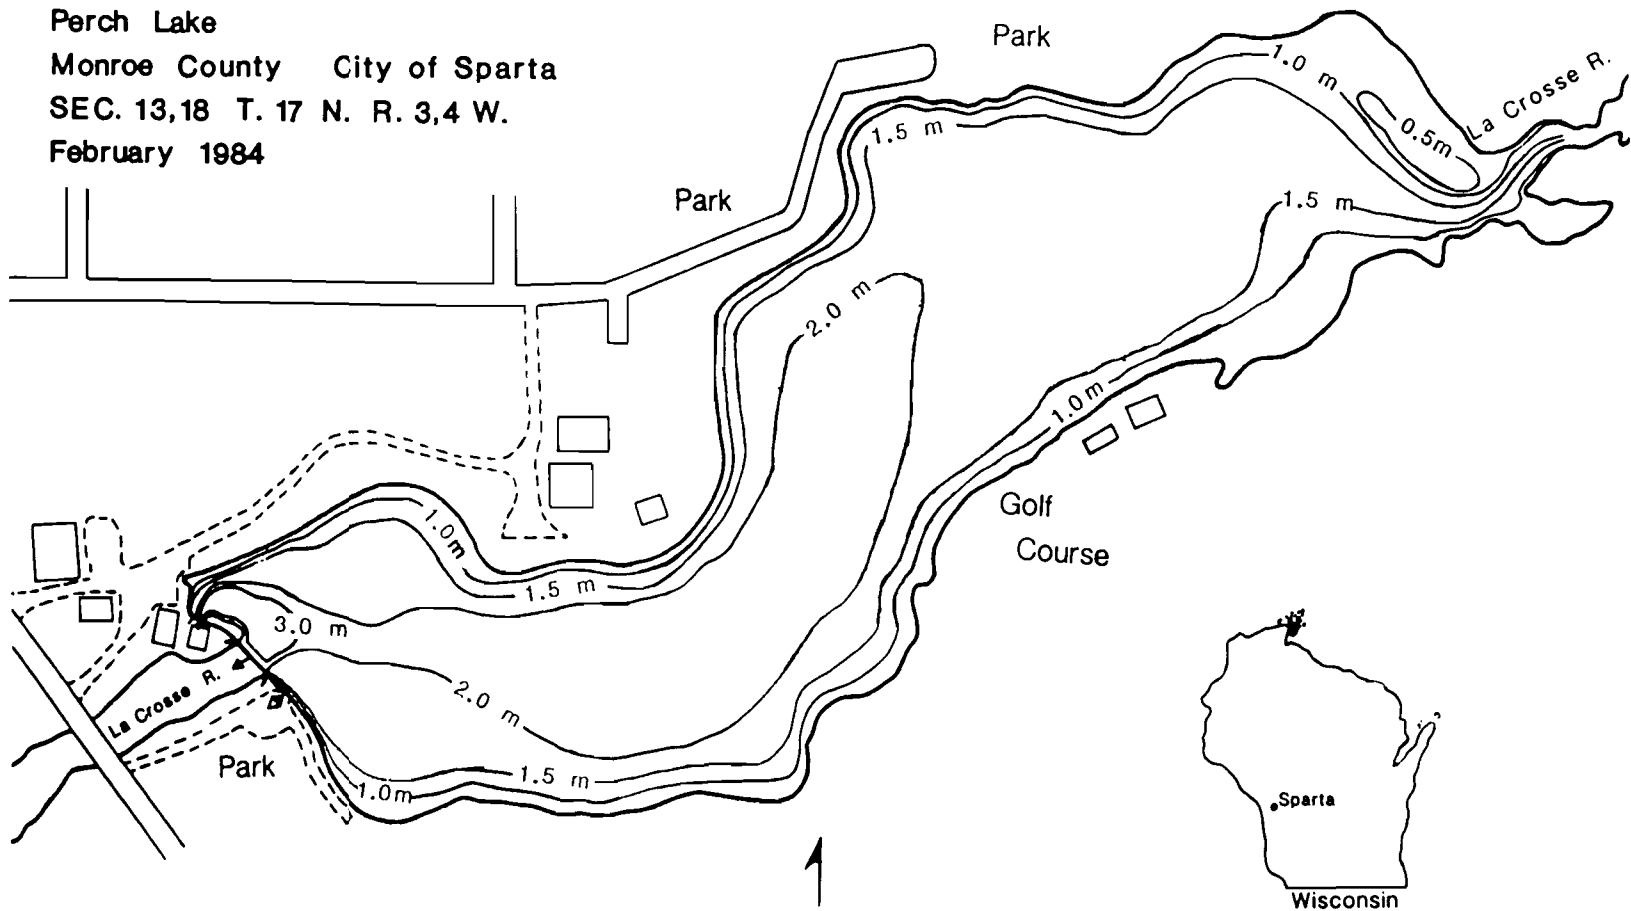 Perch Lake
Monroe County City of Sparta
SEC. 13,18 T. 17 N. R. 3,4 W.
February 1984
Park
1.0 m
La Crosse R.
0.5m
1.5 m
Park
1.5 m
2.0 m
1.0m
Golf
Course
1.0m
1.5 m
3.0 m
2.0 m
La Crosse R.
Park
1.5 m
1.0m
Sparta
Wisconsin